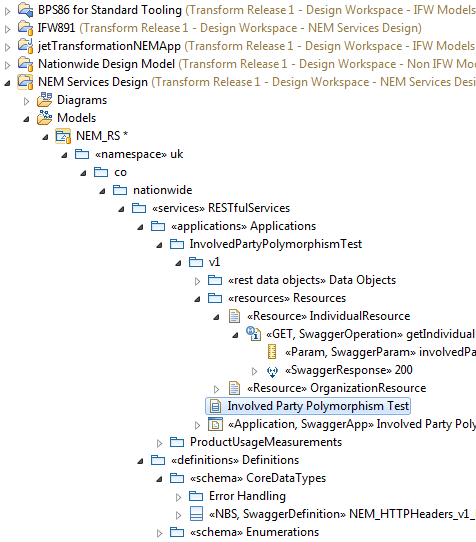 BPS86 for Standard Tooling (Transform Release 1 - Design Workspace - IFW Models
IFW891 (Transform Release 1 - Design Workspace - NEM Services Design)
jetTransformationNEMApp (Transform Release 1 - Design Workspace - IFW Models
Nationwide Design Model (Transform Release 1 - Design Workspace - Non IFW Mo
NEM Services Design (Transform Release 1 - Design Workspace - NEM Services Desi
Diagrams
Models
NEM_RS *
«namespace» uk
co
nationwide
«services» RESTfulServices
«applications» Applications
InvolvedPartyPolymorphismTest
v1
«rest data objects» Data Objects
«resources» Resources
«Resource» IndividualResource
«GET, SwaggerOperation» getIndividual
«Param, SwaggerParam» involvedPa
«SwaggerResponse» 200
«Resource» OrganizationResource
Involved Party Polymorphism Test
«Application, SwaggerApp» Involved Party Poly
ProductUsageMeasurements
«definitions» Definitions
«schema» CoreDataTypes
Error Handling
«NBS, SwaggerDefinition» NEM_HTTPHeaders_v1_
«schema» Enumerations